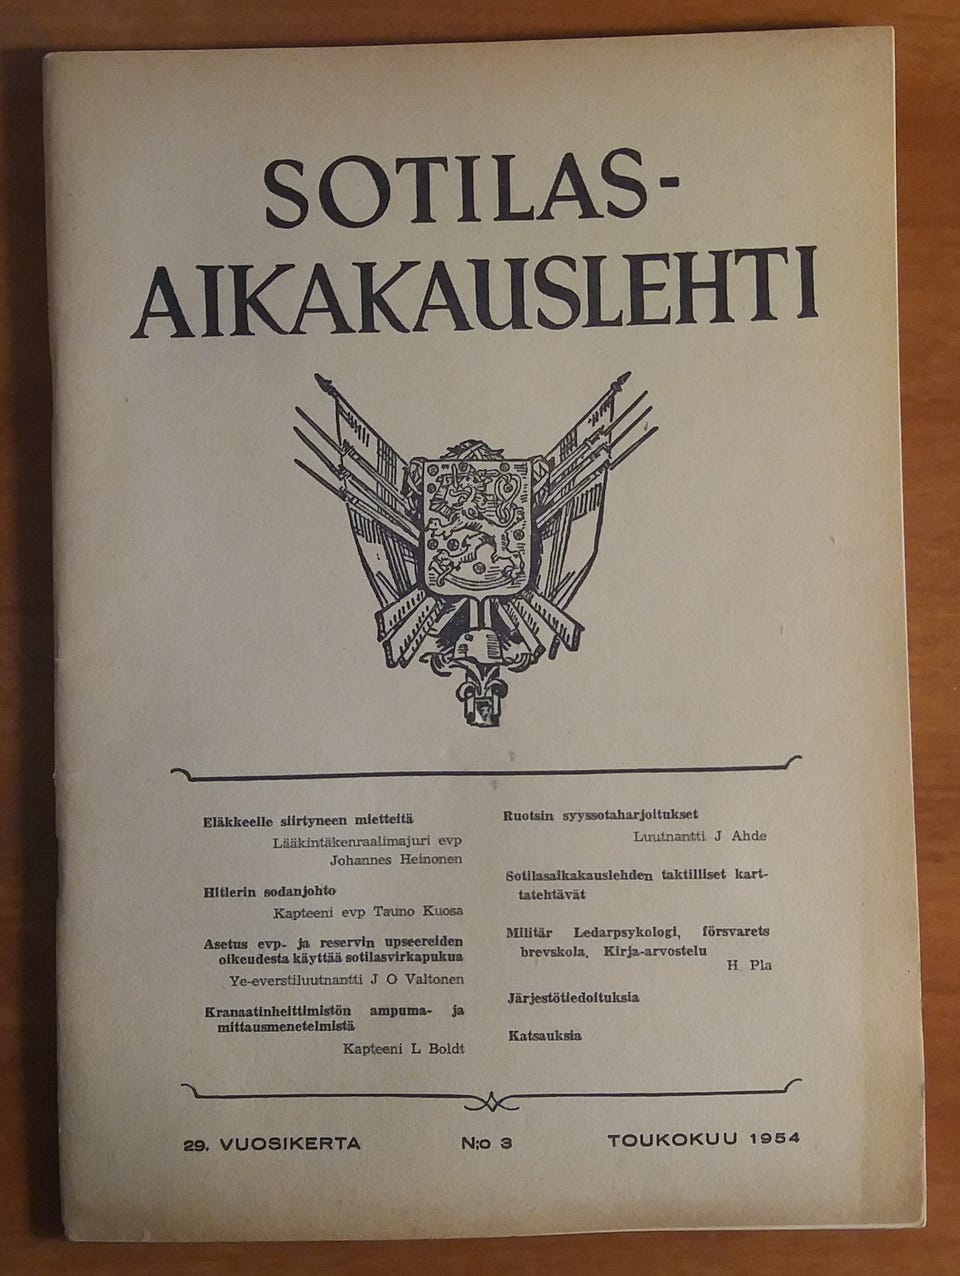 SOTILAS-
AIKAKAUSLEHTI
Eläkkeelle siirtyneen mietteitä
Lääkintäkenraalimajuri evp
Johannes Heinonen
Hitlerin sodanjohto
Kapteeni evp Tauno Kuosa
Asetus evp- ja reservin upseereiden
oikeudesta käyttää sotilasvirkapukua
Ye-everstiluutnantti J O Valtonen
Kranaatinheittimistön ampuma- ja
mittausmenetelmistä
Kapteeni L Boldt
Ruotsin syyssotaharjoitukset
Luutnantti J Ahde
Sotilasaikakauslehden taktilliset kart-
tatehtävät
Militär Ledarpsykologi, försvarets
brevskola. Kirja-arvostelu
H. Pla
Järjestötiedoituksia
Katsauksia
29. VUOSIKERTA
N:o 3
TOUKOKUU 1954